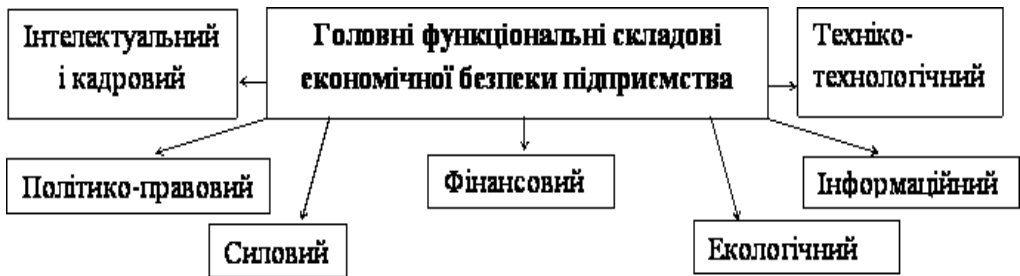 Інтелектуальний
і кадровий
Головні функціональні складові
економічної безпеки підприємства
Техніко-
технологічний
Політико-правовий
Фінансовий
Інформаційний
Силовий
Екологічний